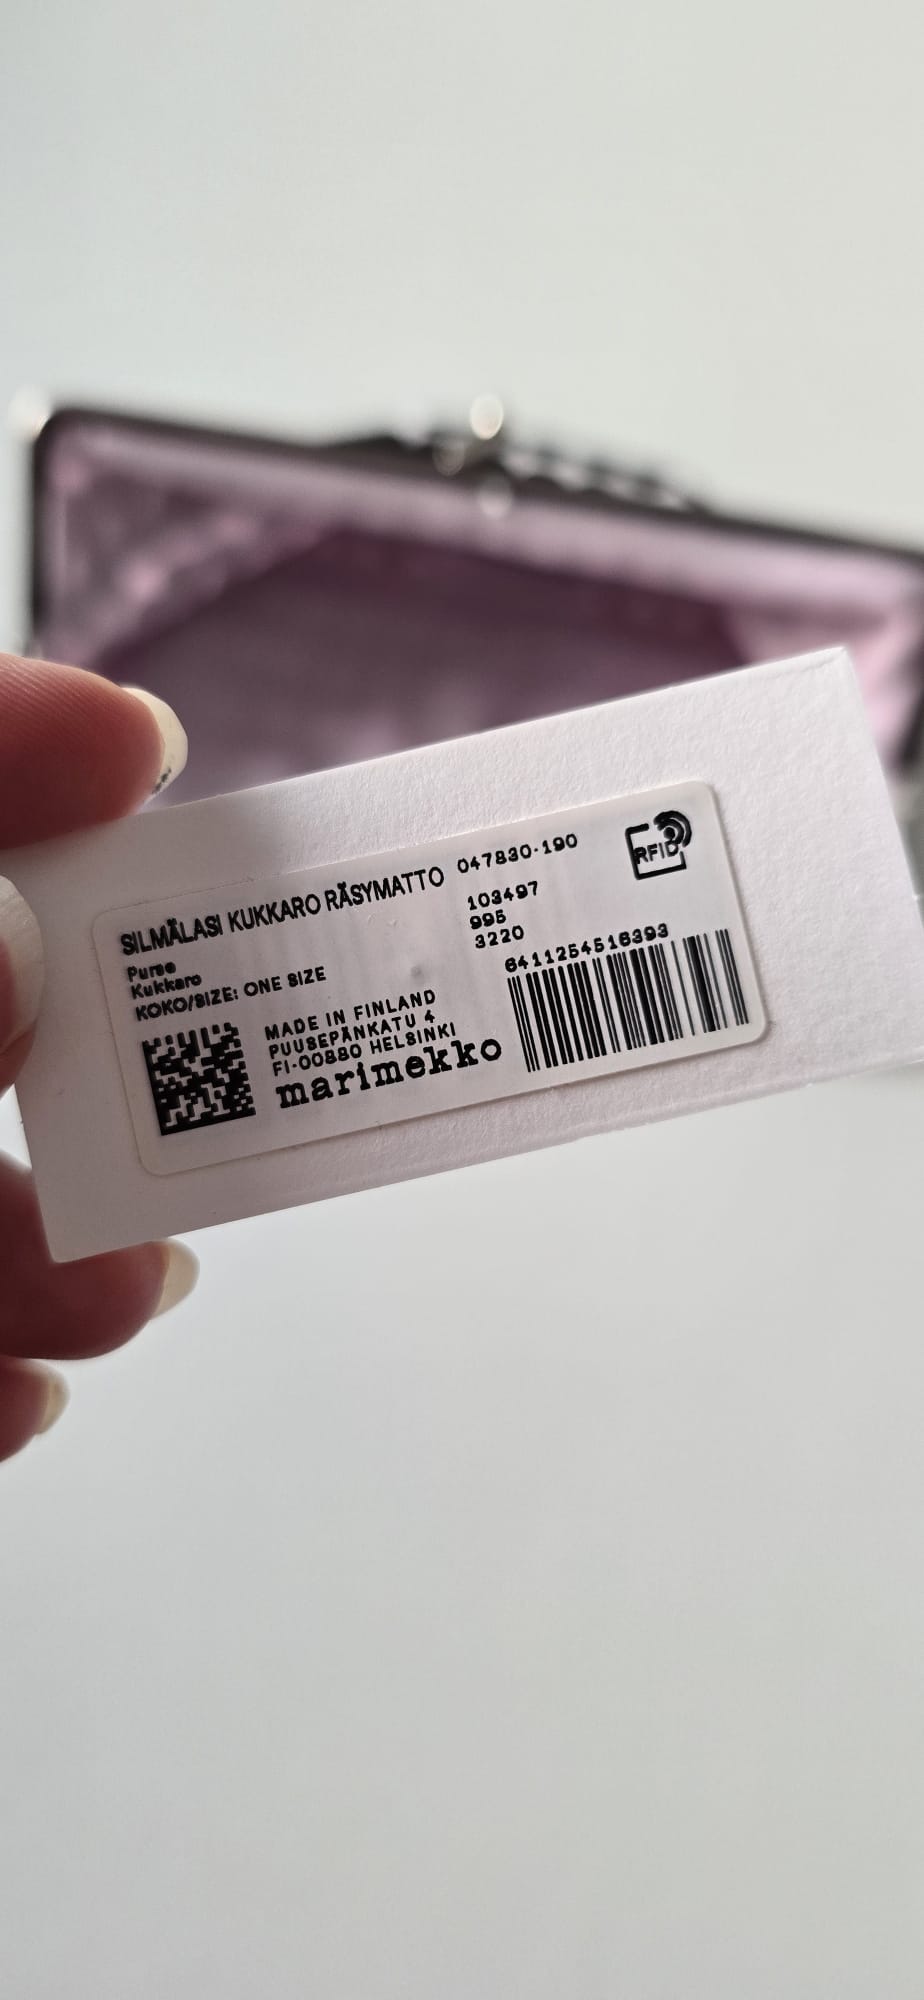 SILMÄLASI KUKKARO RÄSYMATTO 047830-190
Purse
Kukkaro
KOKO/SIZE: ONE SIZE
103497
995
3220
RFID
6411254516393
MADE IN FINLAND
PUUSEPÄNKATU 4
FI-00880 HELSINKI
marimekko